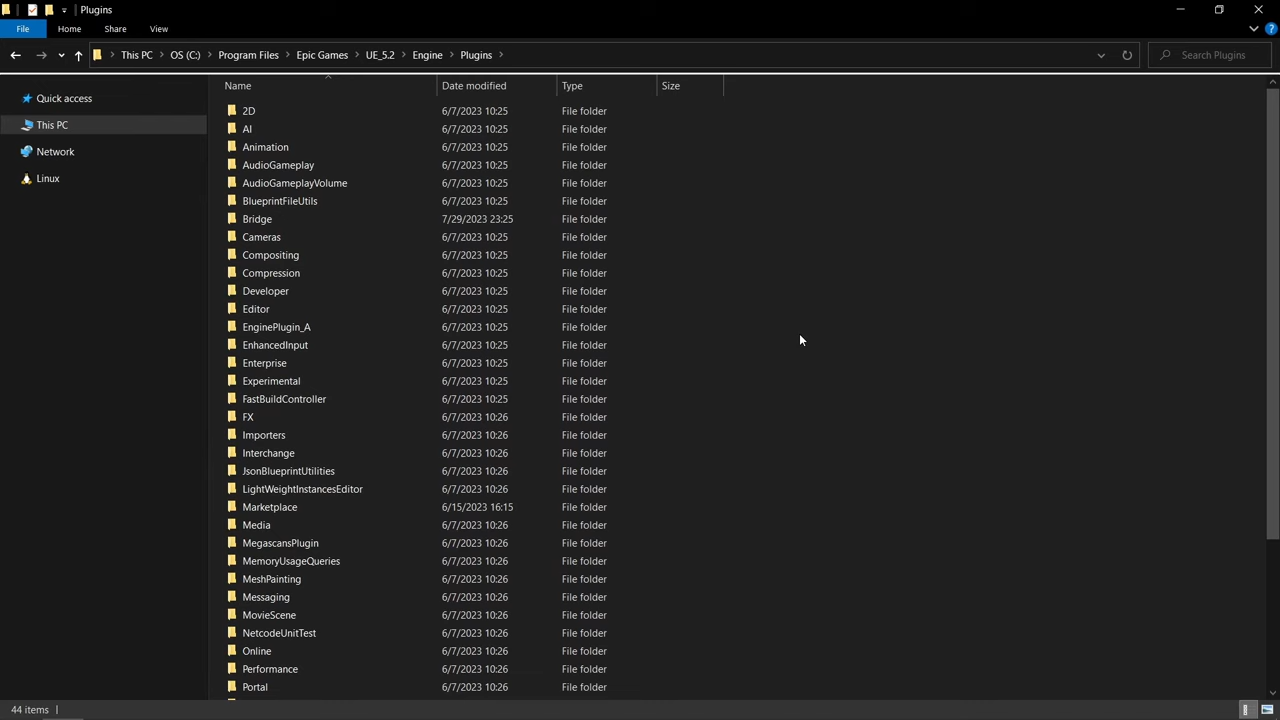 Plugins
File Home Share View
This PC OS (C:) Program Files Epic Games UE_5.2 Engine Plugins Search Plugins
Name Date modified Type Size
Quick access
This PC
Network
Linux
2D 6/7/2023 10:25 File folder
AI 6/7/2023 10:25 File folder
Animation 6/7/2023 10:25 File folder
AudioGameplay 6/7/2023 10:25 File folder
AudioGameplayVolume 6/7/2023 10:25 File folder
BlueprintFileUtils 6/7/2023 10:25 File folder
Bridge 7/29/2023 23:25 File folder
Cameras 6/7/2023 10:25 File folder
Compositing 6/7/2023 10:25 File folder
Compression 6/7/2023 10:25 File folder
Developer 6/7/2023 10:25 File folder
Editor 6/7/2023 10:25 File folder
EnginePlugin_A 6/7/2023 10:25 File folder
EnhancedInput 6/7/2023 10:25 File folder
Enterprise 6/7/2023 10:25 File folder
Experimental 6/7/2023 10:25 File folder
FastBuildController 6/7/2023 10:25 File folder
FX 6/7/2023 10:26 File folder
Importers 6/7/2023 10:26 File folder
Interchange 6/7/2023 10:26 File folder
JsonBlueprintUtilities 6/7/2023 10:26 File folder
LightWeightInstancesEditor 6/7/2023 10:26 File folder
Marketplace 6/15/2023 16:15 File folder
Media 6/7/2023 10:26 File folder
MegascansPlugin 6/7/2023 10:26 File folder
MemoryUsageQueries 6/7/2023 10:26 File folder
MeshPainting 6/7/2023 10:26 File folder
Messaging 6/7/2023 10:26 File folder
MovieScene 6/7/2023 10:26 File folder
NetcodeUnitTest 6/7/2023 10:26 File folder
Online 6/7/2023 10:26 File folder
Performance 6/7/2023 10:26 File folder
Portal 6/7/2023 10:26 File folder
44 items